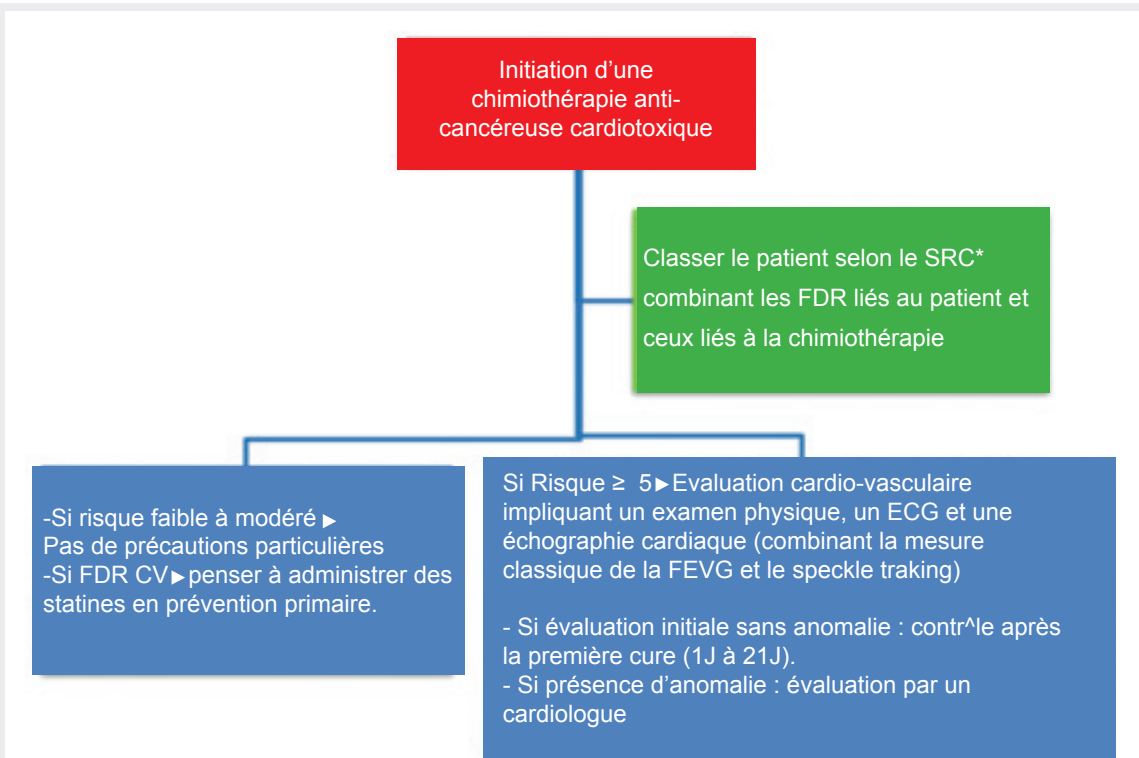 Initiation d’une
chimiothérapie anti-
cancéreuse cardiotoxique
Classer le patient selon le SRC*
combinant les FDR liés au patient et
ceux liés à la chimiothérapie
-Si risque faible à modéré ►
Pas de précautions particulières
-Si FDR CV►penser à administrer des
statines en prévention primaire.
Si Risque ≥ 5►Evaluation cardio-vasculaire
impliquant un examen physique, un ECG et une
échographie cardiaque (combinant la mesure
classique de la FEVG et le speckle traking)
- Si évaluation initiale sans anomalie : contr^le après
la première cure (1J à 21J).
- Si présence d’anomalie : évaluation par un
cardiologue